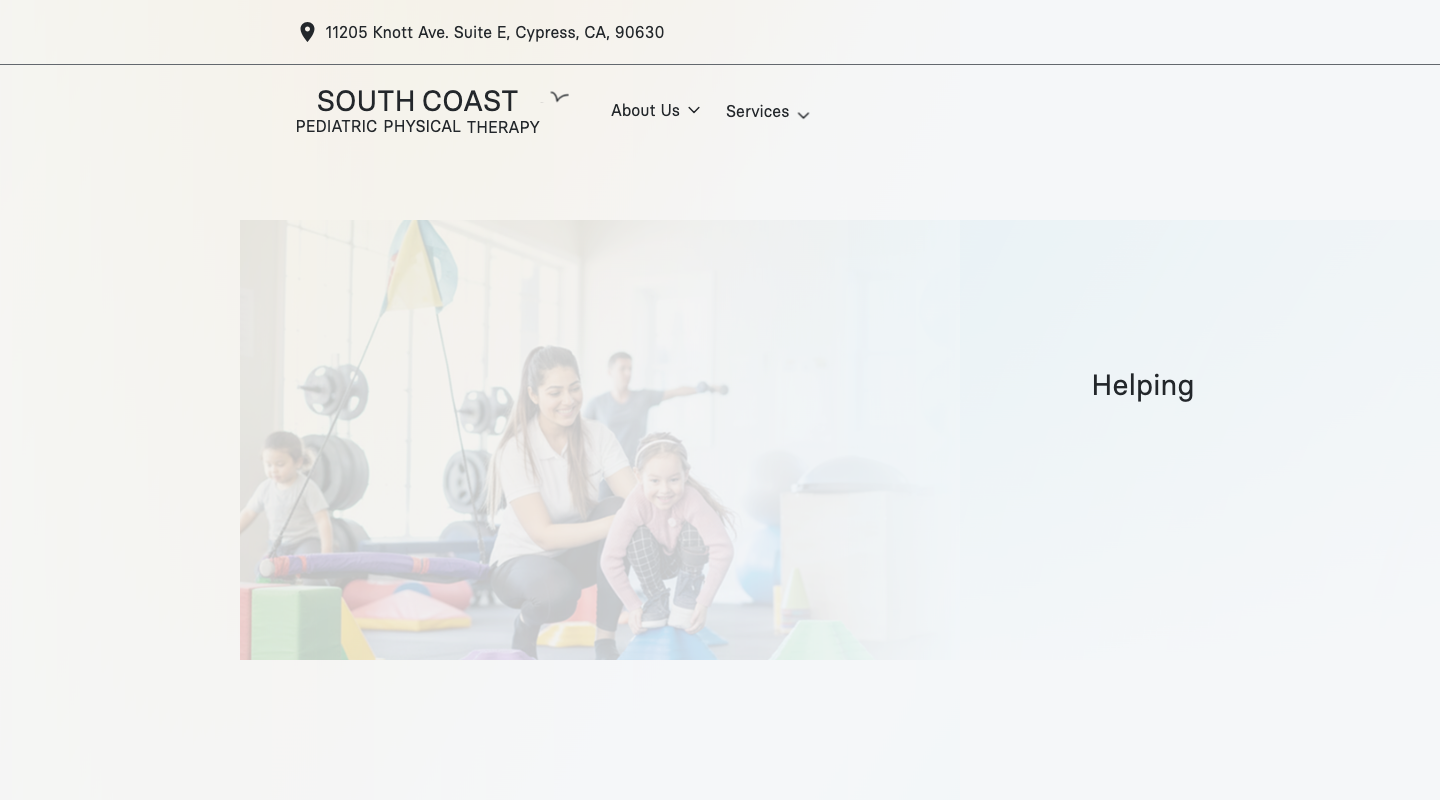 11205 Knott Ave. Suite E, Cypress, CA, 90630
SOUTH COAST
PEDIATRIC PHYSICAL THERAPY
About Us
Services
Helping